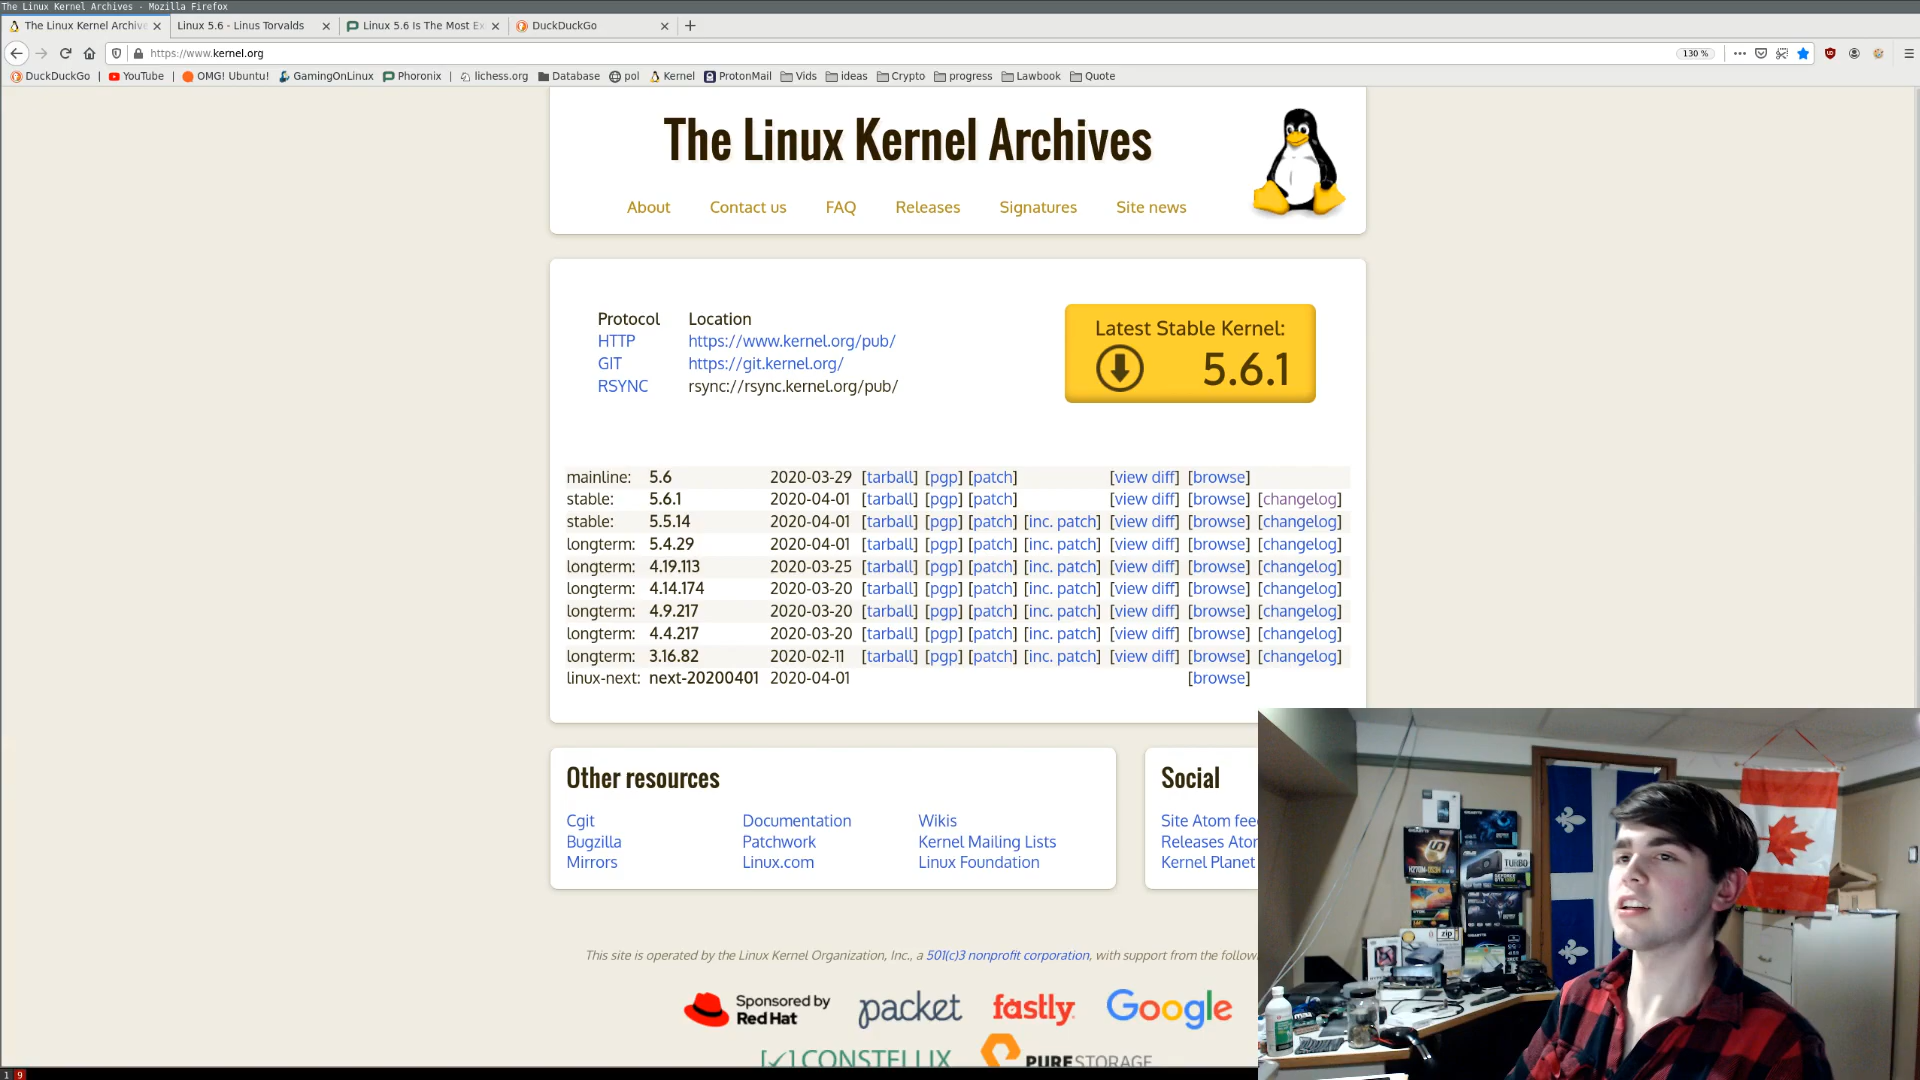 The Linux Kernel Archives - Mozilla Firefox
The Linux Kernel Archive
Linux 5.6 - Linus Torvalds
Linux 5.6 Is The Most Ex
DuckDuckGo
https://www.kernel.org
130 %
DuckDuckGo | YouTube | OMG! Ubuntu! GamingOnLinux Phoronix | lichess.org Database pol Kernel ProtonMail Vids ideas Crypto progress Lawbook Quote
The Linux Kernel Archives
About Contact us FAQ Releases Signatures Site news
Protocol Location
HTTP https://www.kernel.org/pub/
GIT https://git.kernel.org/
RSYNC rsync://rsync.kernel.org/pub/
Latest Stable Kernel:
5.6.1
mainline: 5.6 2020-03-29 [tarball] [pgp] [patch] [view diff] [browse]
stable: 5.6.1 2020-04-01 [tarball] [pgp] [patch] [view diff] [browse] [changelog]
stable: 5.5.14 2020-04-01 [tarball] [pgp] [patch] [inc. patch] [view diff] [browse] [changelog]
longterm: 5.4.29 2020-04-01 [tarball] [pgp] [patch] [inc. patch] [view diff] [browse] [changelog]
longterm: 4.19.113 2020-03-25 [tarball] [pgp] [patch] [inc. patch] [view diff] [browse] [changelog]
longterm: 4.14.174 2020-03-20 [tarball] [pgp] [patch] [inc. patch] [view diff] [browse] [changelog]
longterm: 4.9.217 2020-03-20 [tarball] [pgp] [patch] [inc. patch] [view diff] [browse] [changelog]
longterm: 4.4.217 2020-03-20 [tarball] [pgp] [patch] [inc. patch] [view diff] [browse] [changelog]
longterm: 3.16.82 2020-02-11 [tarball] [pgp] [patch] [inc. patch] [view diff] [browse] [changelog]
linux-next: next-20200401 2020-04-01 [browse]
Other resources
Cgit Documentation Wikis
Bugzilla Patchwork Kernel Mailing Lists
Mirrors Linux.com Linux Foundation
Social
Site Atom fee
Releases Ator
Kernel Planet
This site is operated by the Linux Kernel Organization, Inc., a 501(c)3 nonprofit corporation, with support from the follow
Sponsored by
Red Hat
packet
fastly
Google
CONSTELLIX
PURESTORAGE
TURBO
zip
1 9